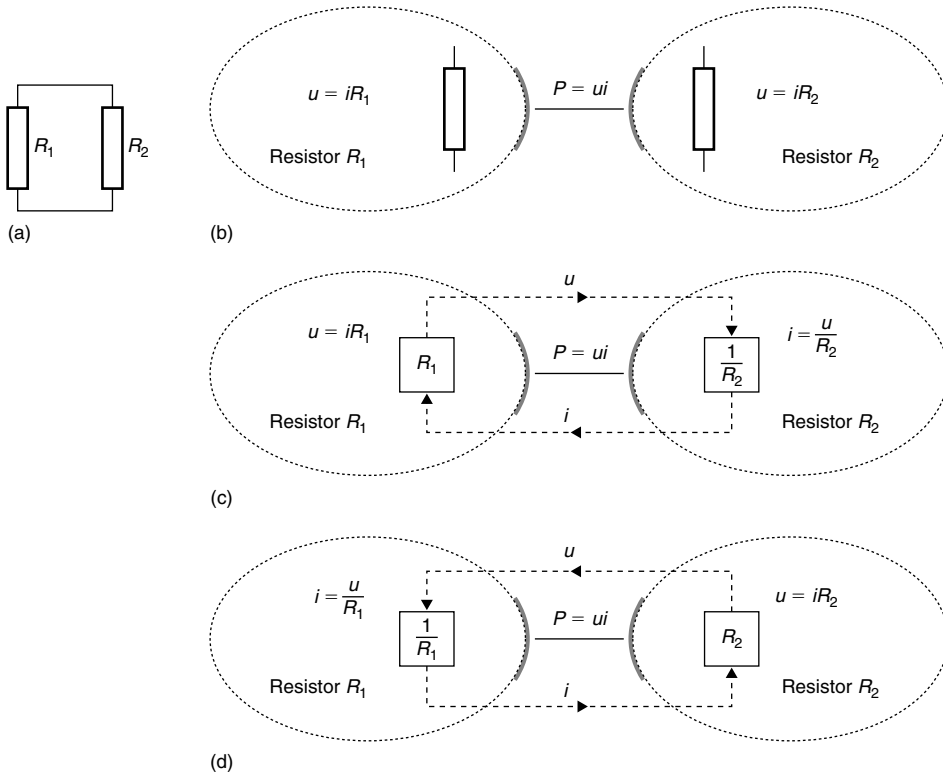 R1 R2
(a)
u = iR1 P = ui u = iR2
Resistor R1 Resistor R2
(b)
u
u = iR1 i = u/R2
R1 P = ui 1/R2
i
Resistor R1 Resistor R2
(c)
u
i = u/R1 u = iR2
1/R1 P = ui R2
i
Resistor R1 Resistor R2
(d)